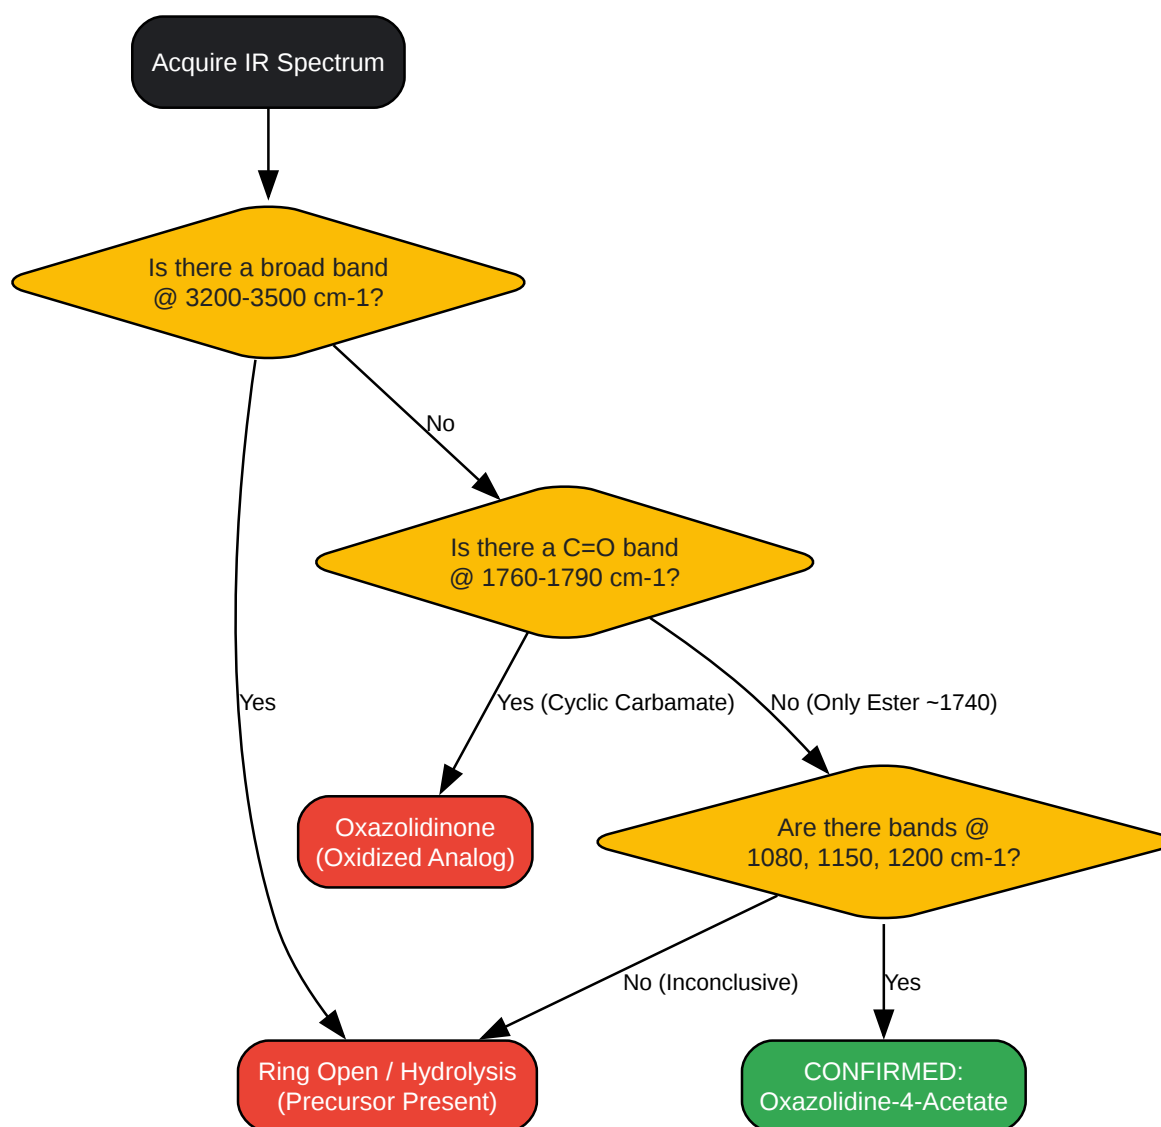 Acquire IR Spectrum
Is there a broad band
@ 3200-3500 cm-1?
No
Is there a C=O band
@ 1760-1790 cm-1?
Yes
Yes (Cyclic Carbamate)
No (Only Ester ~1740)
Oxazolidinone
(Oxidized Analog)
Are there bands @
1080, 1150, 1200 cm-1?
No (Inconclusive)
Yes
Ring Open / Hydrolysis
(Precursor Present)
CONFIRMED:
Oxazolidine-4-Acetate